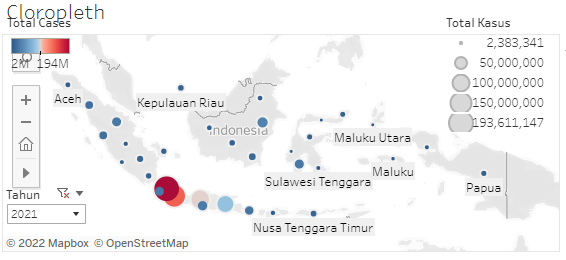 Cloropleth
Total Cases
2M 194M
Total Kasus
2,383,341
50,000,000
100,000,000
150,000,000
193,611,147
Aceh
Kepulauan Riau
Indonesia
Maluku Utara
Sulawesi Tenggara
Maluku
Papua
Nusa Tenggara Timur
Tahun
2021
© 2022 Mapbox © OpenStreetMap